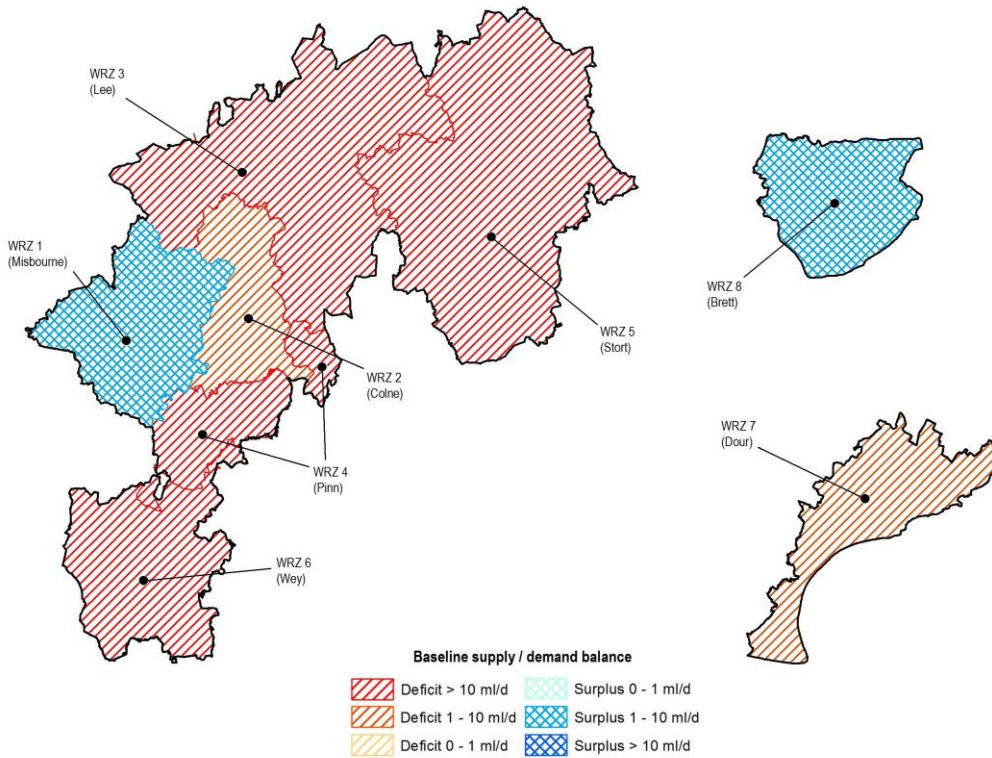 WRZ 3
(Lee)
WRZ 1
(Misbourne)
WRZ 8
(Brett)
WRZ 5
(Stort)
WRZ 2
(Colne)
WRZ 7
(Dour)
WRZ 4
(Pinn)
WRZ 6
(Wey)
Baseline supply / demand balance
Deficit > 10 ml/d
Surplus 0 - 1 ml/d
Deficit 1 - 10 ml/d
Surplus 1 - 10 ml/d
Deficit 0 - 1 ml/d
Surplus > 10 ml/d